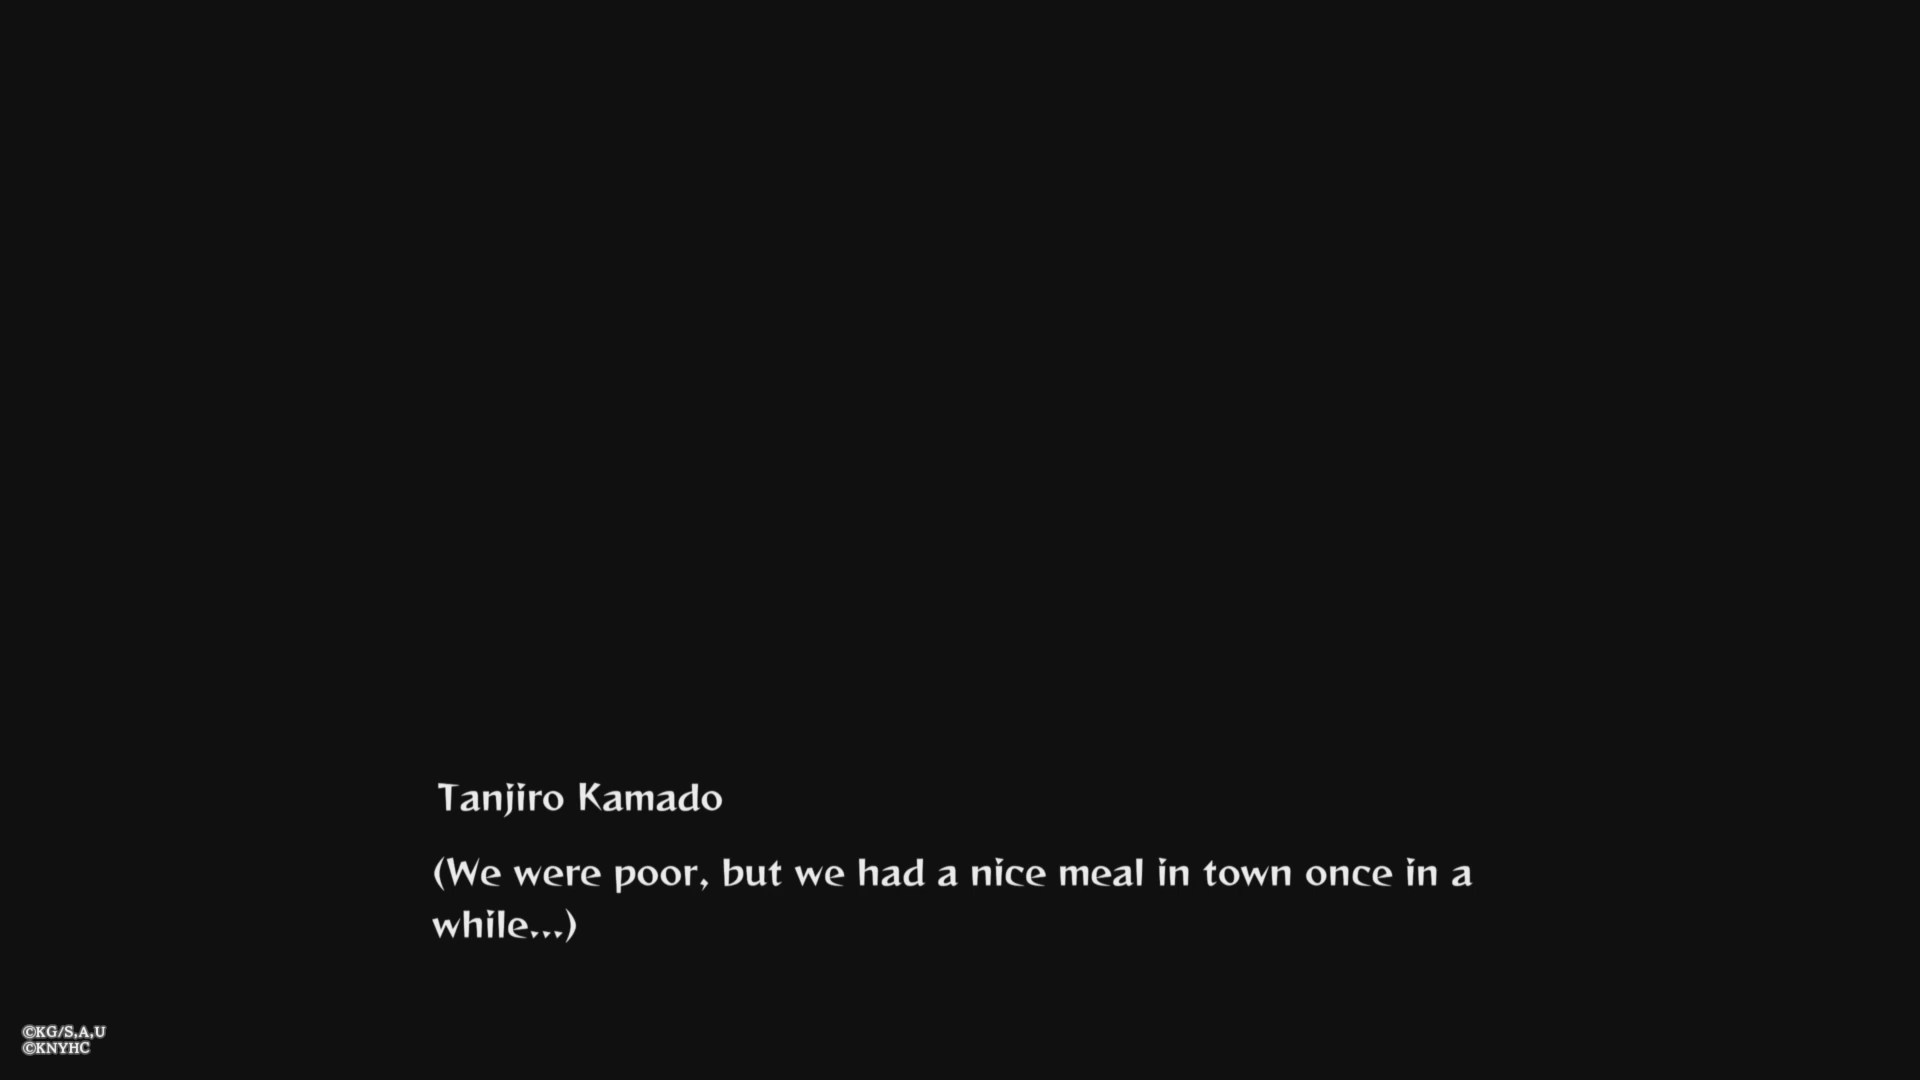 Tanjiro Kamado
(We were poor, but we had a nice meal in town once in a
while...)
©KG/S,A,U
©KNYHC